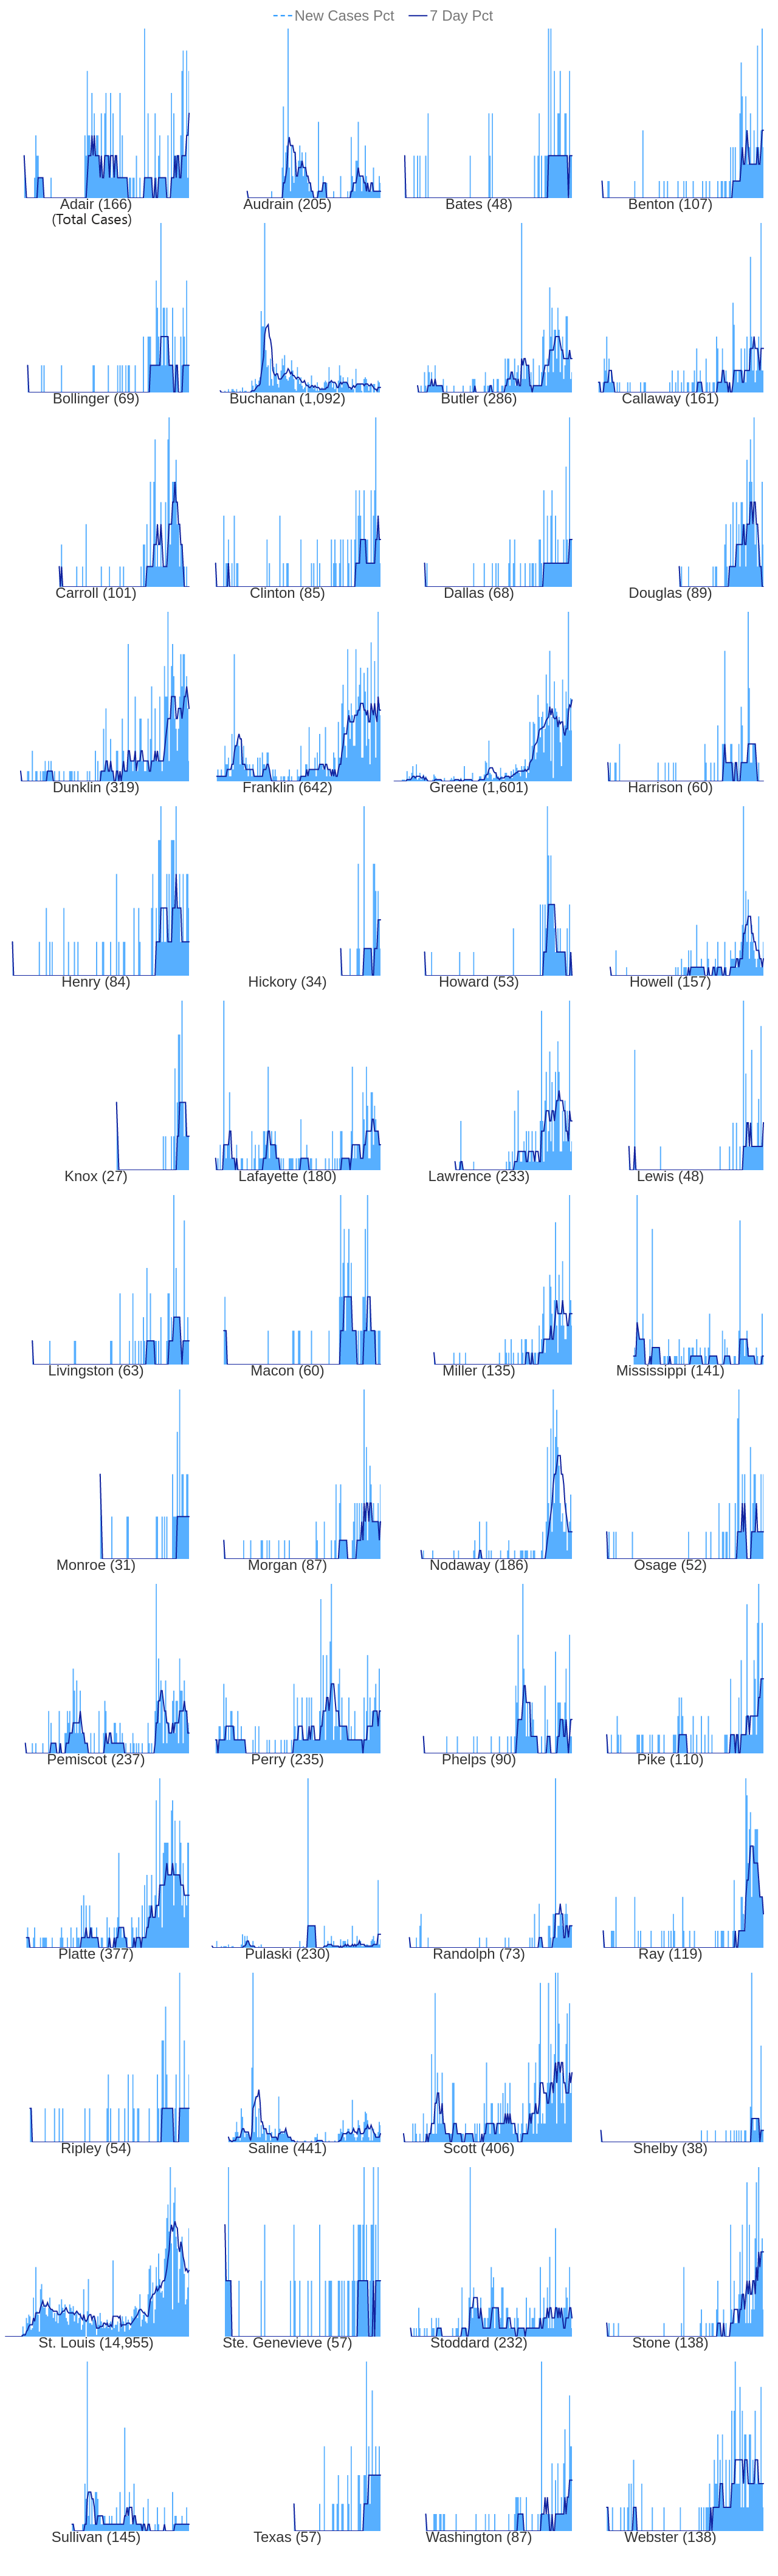 New Cases Pct 7 Day Pct
Adair (166) Audrain (205) Bates (48) Benton (107)
(Total Cases)
Bollinger (69) Buchanan (1,092) Butler (286) Callaway (161)
Carroll (101) Clinton (85) Dallas (68) Douglas (89)
Dunklin (319) Franklin (642) Greene (1,601) Harrison (60)
Henry (84) Hickory (34) Howard (53) Howell (157)
Knox (27) Lafayette (180) Lawrence (233) Lewis (48)
Livingston (63) Macon (60) Miller (135) Mississippi (141)
Monroe (31) Morgan (87) Nodaway (186) Osage (52)
Pemiscot (237) Perry (235) Phelps (90) Pike (110)
Platte (377) Pulaski (230) Randolph (73) Ray (119)
Ripley (54) Saline (441) Scott (406) Shelby (38)
St. Louis (14,955) Ste. Genevieve (57) Stoddard (232) Stone (138)
Sullivan (145) Texas (57) Washington (87) Webster (138)